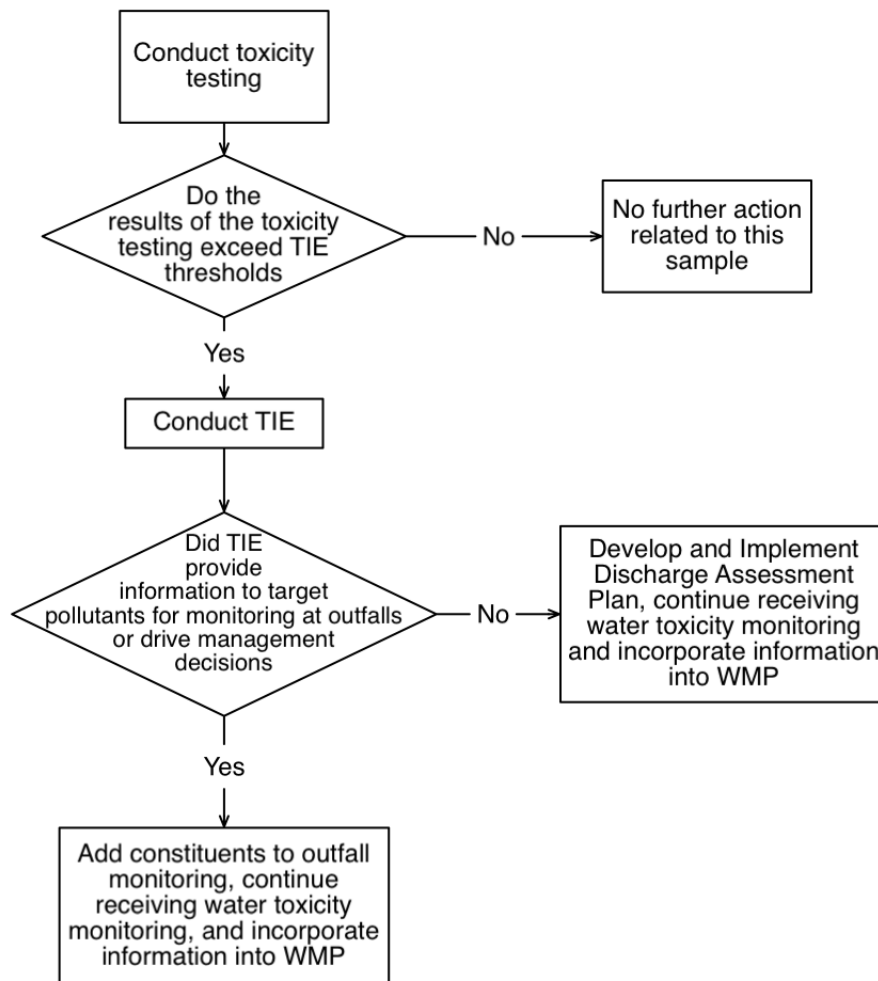 Conduct toxicity
testing
Do the
results of the toxicity
testing exceed TIE
thresholds
No
No further action
related to this
sample
Yes
Conduct TIE
Did TIE
provide
information to target
pollutants for monitoring at outfalls
or drive management
decisions
No
Develop and Implement
Discharge Assessment
Plan, continue receiving
water toxicity monitoring
and incorporate information
into WMP
Yes
Add constituents to outfall
monitoring, continue
receiving water toxicity
monitoring, and incorporate
information into WMP